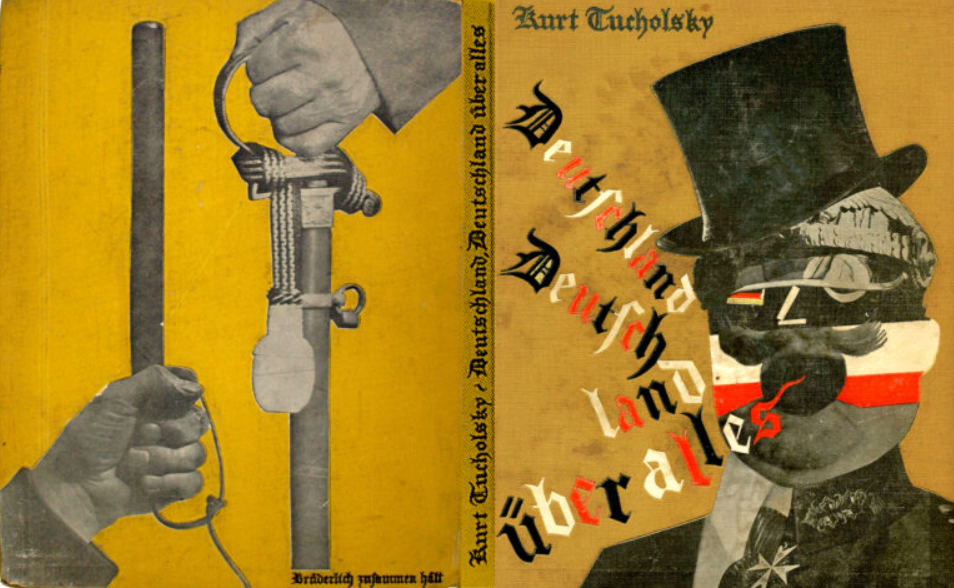 Brüderlich zusammen hält
Kurt Tucholsky / Deutschland, Deutschland über alles
Kurt Tucholsky
Deutschland
Deutschland
über alles